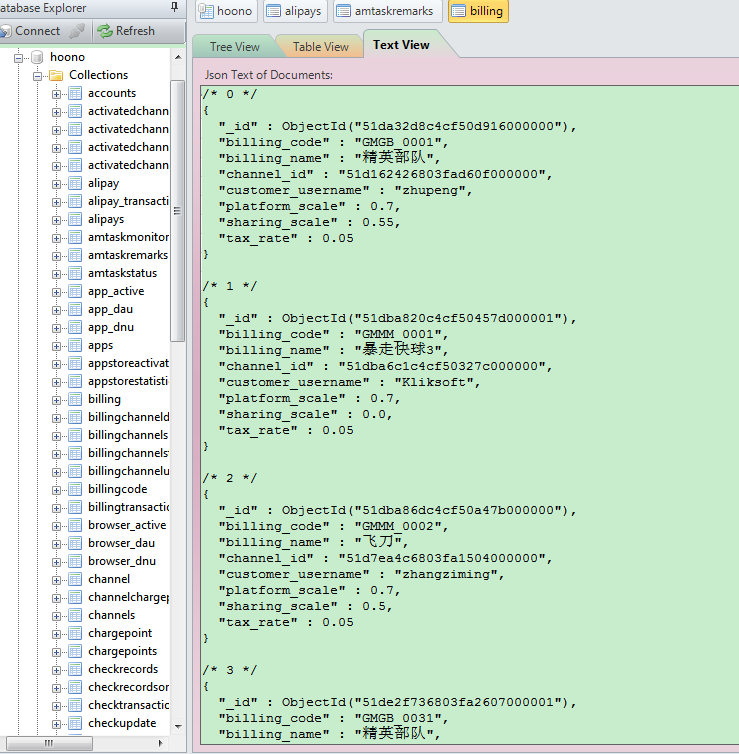 atabase Explorer
Connect Refresh
hoono
Collections
accounts
activatedchann
activatedchann
activatedchann
activatedchann
alipay
alipay_transacti
alipays
amtaskmonitor
amtaskremarks
amtaskstatus
app_active
app_dau
app_dnu
apps
appstoreactivat
appstorestatisti
billing
billingchanneld
billingchannels
billingchannelst
billingchannelu
billingcode
billingtransactic
browser_active
browser_dau
browser_dnu
channel
channelchargep
channels
chargepoint
chargepoints
checkrecords
checkrecordsor
checktransactic
checkupdate
hoono alipays amtaskremarks billing
Tree View Table View Text View
Json Text of Documents:
/* 0 */
{
"_id" : ObjectId("51da32d8c4cf50d916000000"),
"billing_code" : "GMGB_0001",
"billing_name" : "精英部队",
"channel_id" : "51d162426803fad60f000000",
"customer_username" : "zhupeng",
"platform_scale" : 0.7,
"sharing_scale" : 0.55,
"tax_rate" : 0.05
}
/* 1 */
{
"_id" : ObjectId("51dba820c4cf50457d000001"),
"billing_code" : "GMMM_0001",
"billing_name" : "暴走快球3",
"channel_id" : "51dba6c1c4cf50327c000000",
"customer_username" : "Kliksoft",
"platform_scale" : 0.7,
"sharing_scale" : 0.0,
"tax_rate" : 0.05
}
/* 2 */
{
"_id" : ObjectId("51dba86dc4cf50a47b000000"),
"billing_code" : "GMMM_0002",
"billing_name" : "飞刀",
"channel_id" : "51d7ea4c6803fa1504000000",
"customer_username" : "zhangziming",
"platform_scale" : 0.7,
"sharing_scale" : 0.5,
"tax_rate" : 0.05
}
/* 3 */
{
"_id" : ObjectId("51de2f736803fa2607000001"),
"billing_code" : "GMGB_0031",
"billing_name" : "精英部队",